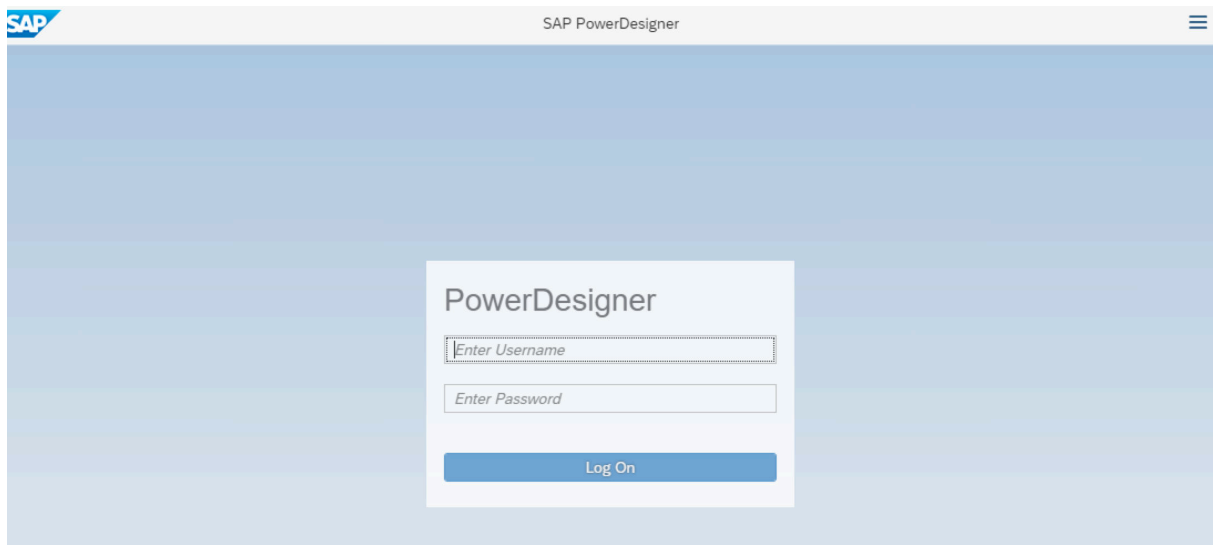 SAP
SAP PowerDesigner
PowerDesigner
Enter Username
Enter Password
Log On